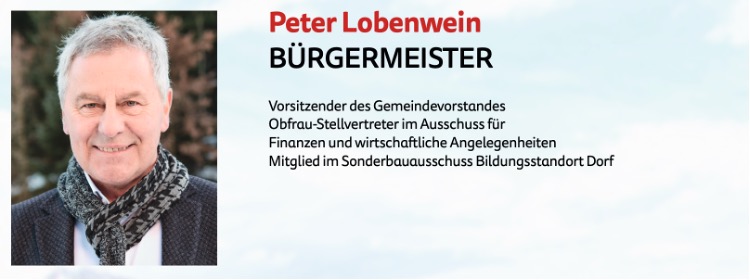 Peter Lobenwein
BÜRGERMEISTER
Vorsitzender des Gemeindevorstandes
Obfrau-Stellvertreter im Ausschuss für
Finanzen und wirtschaftliche Angelegenheiten
Mitglied im Sonderbauausschuss Bildungsstandort Dorf